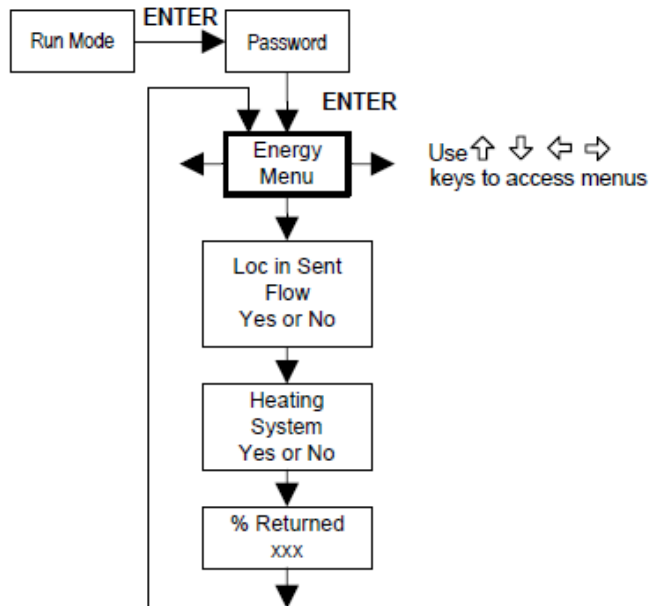 ENTER
Run Mode
Password
ENTER
Energy
Menu
Use ⇧ ⇩ ⇦ ⇨
keys to access menus
Loc in Sent
Flow
Yes or No
Heating
System
Yes or No
% Returned
xxx